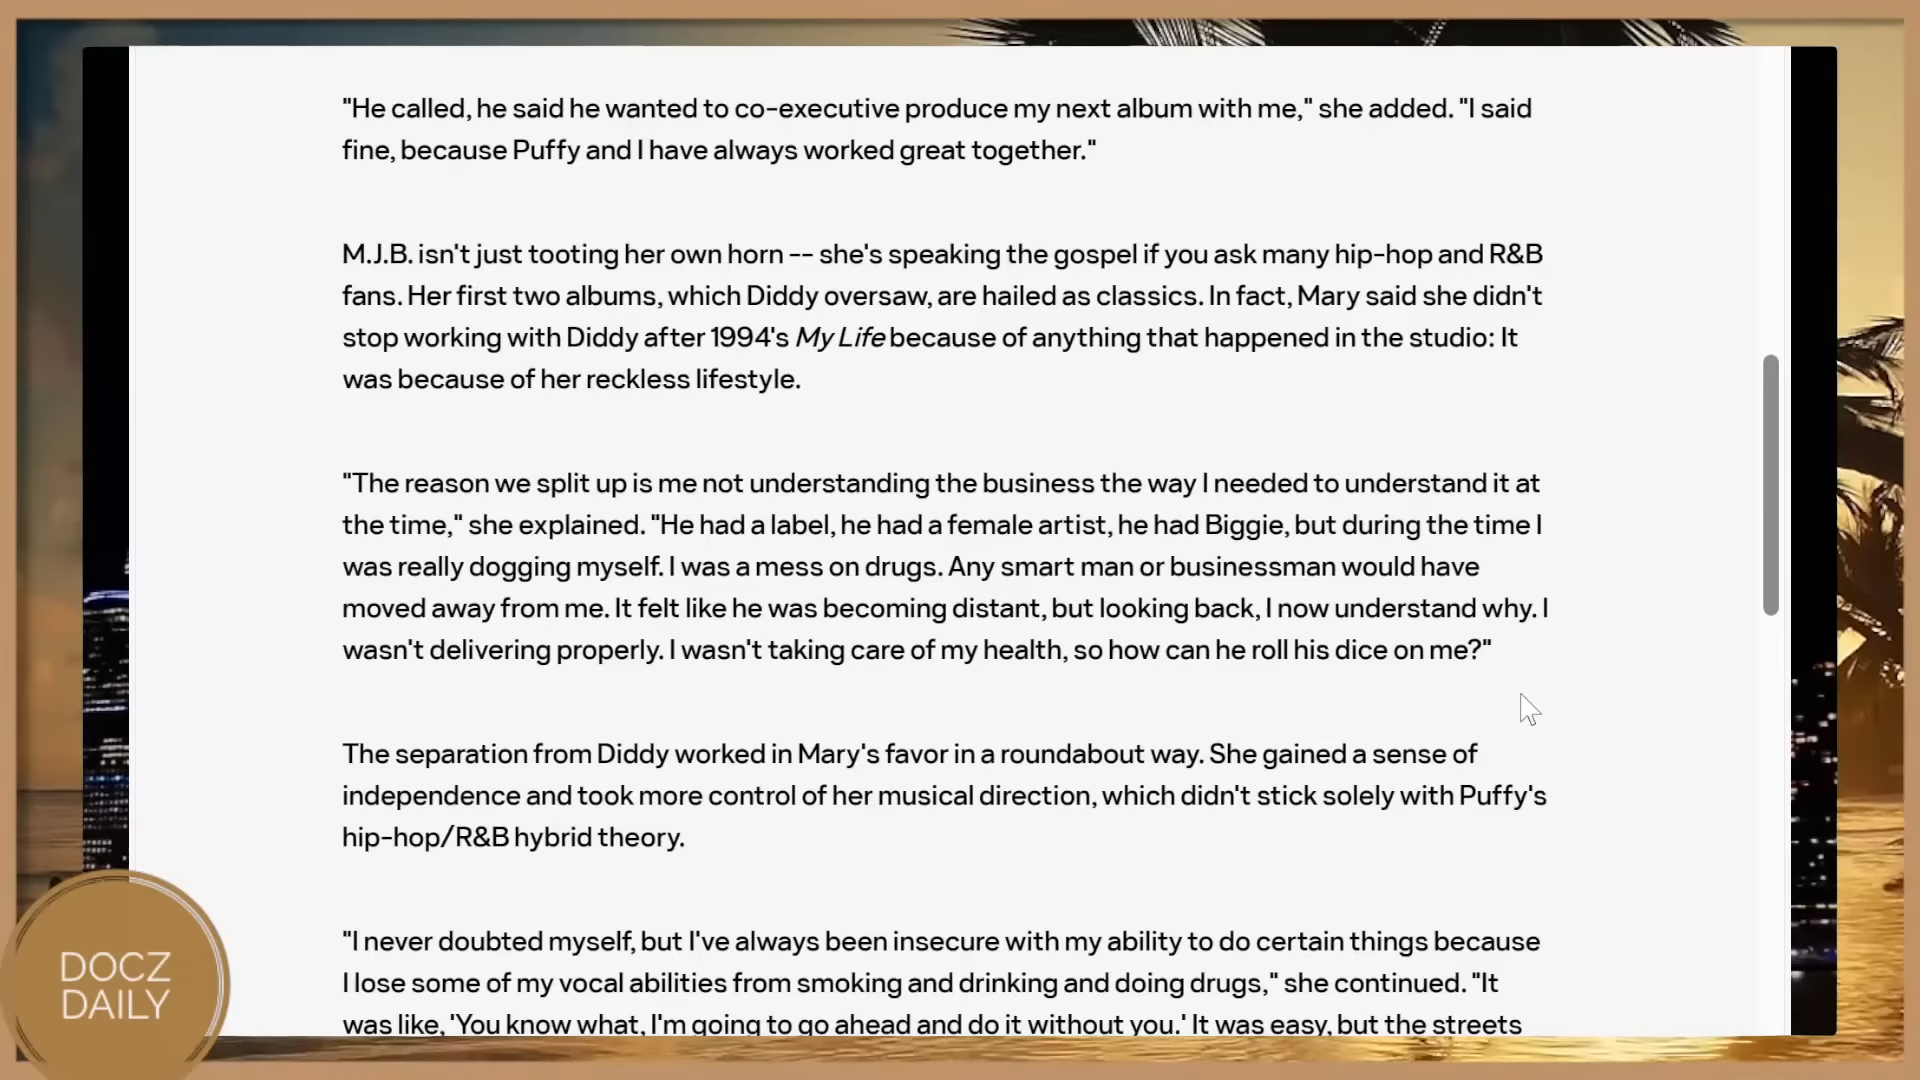 "He called, he said he wanted to co-executive produce my next album with me," she added. "I said
fine, because Puffy and I have always worked great together."
M.J.B. isn't just tooting her own horn -- she's speaking the gospel if you ask many hip-hop and R&B
fans. Her first two albums, which Diddy oversaw, are hailed as classics. In fact, Mary said she didn't
stop working with Diddy after 1994's My Life because of anything that happened in the studio: It
was because of her reckless lifestyle.
"The reason we split up is me not understanding the business the way I needed to understand it at
the time," she explained. "He had a label, he had a female artist, he had Biggie, but during the time I
was really dogging myself. I was a mess on drugs. Any smart man or businessman would have
moved away from me. It felt like he was becoming distant, but looking back, I now understand why. I
wasn't delivering properly. I wasn't taking care of my health, so how can he roll his dice on me?"
The separation from Diddy worked in Mary's favor in a roundabout way. She gained a sense of
independence and took more control of her musical direction, which didn't stick solely with Puffy's
hip-hop/R&B hybrid theory.
"I never doubted myself, but I've always been insecure with my ability to do certain things because
I lose some of my vocal abilities from smoking and drinking and doing drugs," she continued. "It
was like, 'You know what, I'm going to go ahead and do it without you.' It was easy, but the streets
DOCZ
DAILY